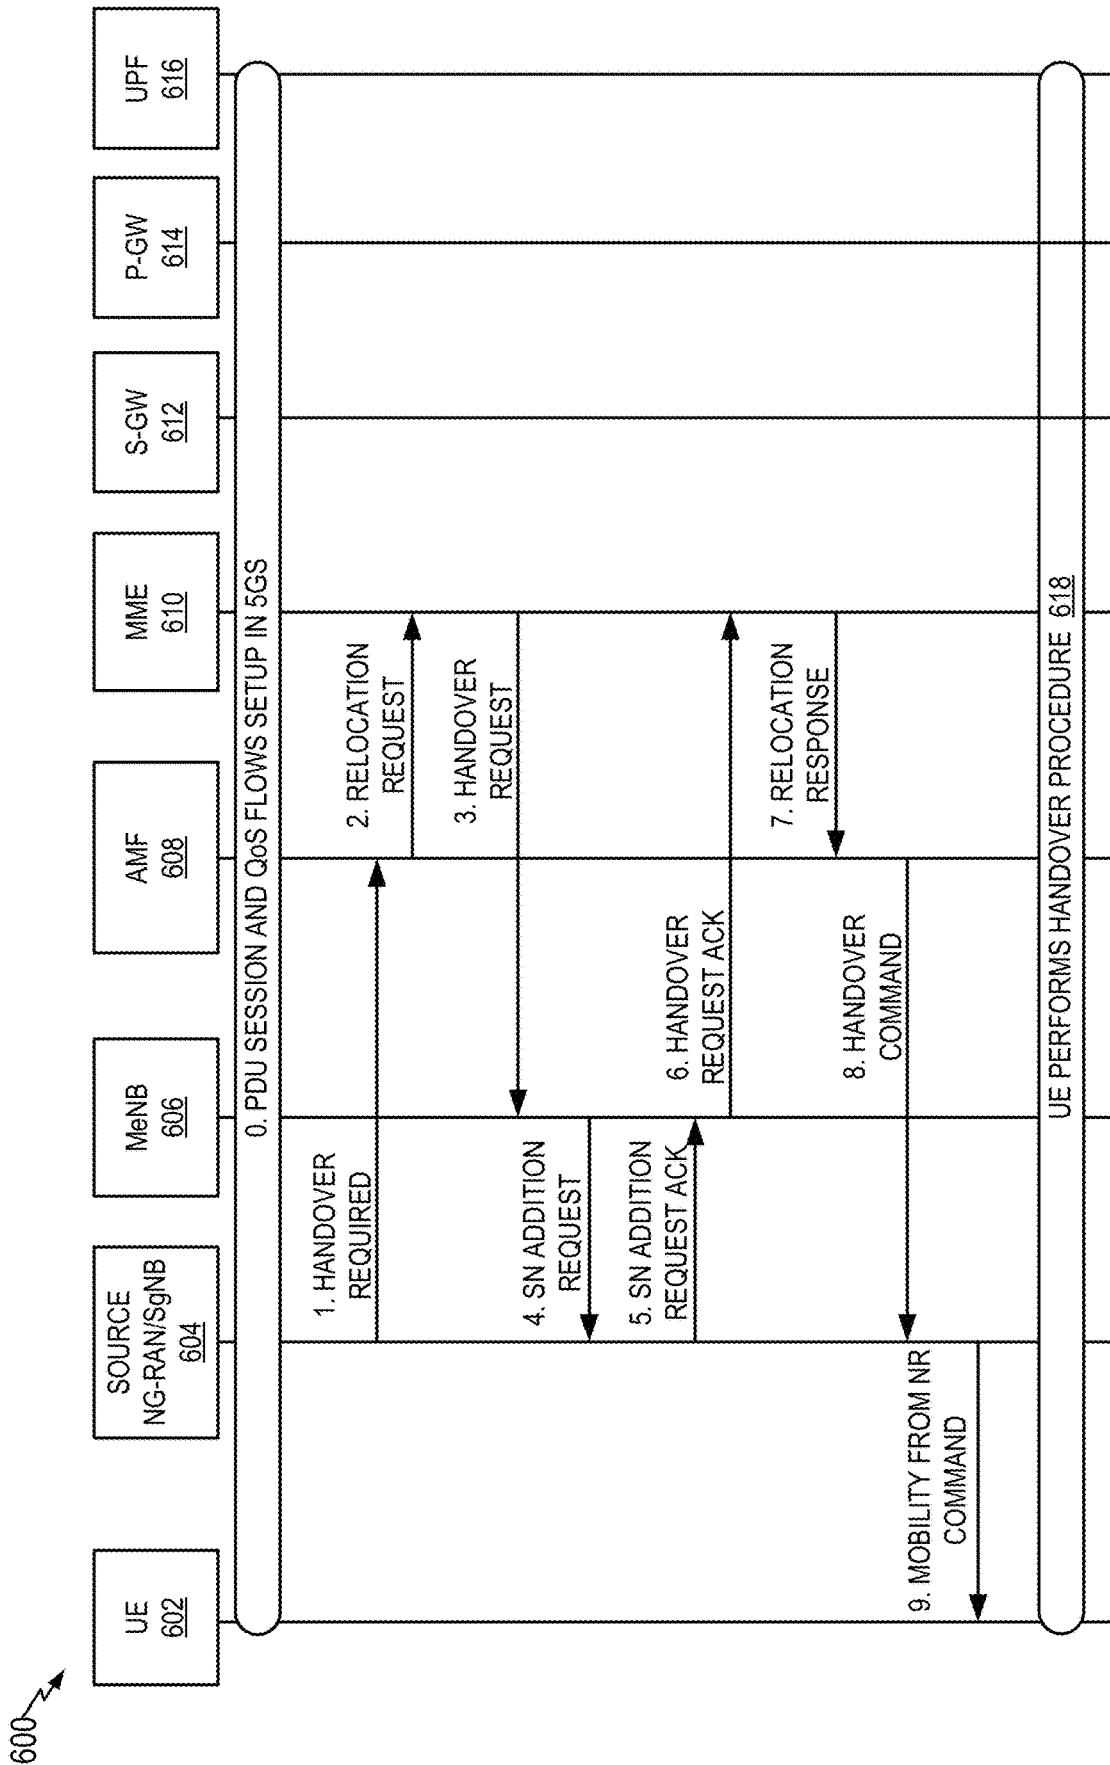 600
UE
602
SOURCE
NG-RAN/SgNB
604
MeNB
606
AMF
608
MME
610
S-GW
612
P-GW
614
UPF
616
0. PDU SESSION AND QoS FLOWS SETUP IN 5GS
1. HANDOVER
REQUIRED
2. RELOCATION
REQUEST
3. HANDOVER
REQUEST
4. SN ADDITION
REQUEST
5. SN ADDITION
REQUEST ACK
6. HANDOVER
REQUEST ACK
7. RELOCATION
RESPONSE
8. HANDOVER
COMMAND
9. MOBILITY FROM NR
COMMAND
UE PERFORMS HANDOVER PROCEDURE 618